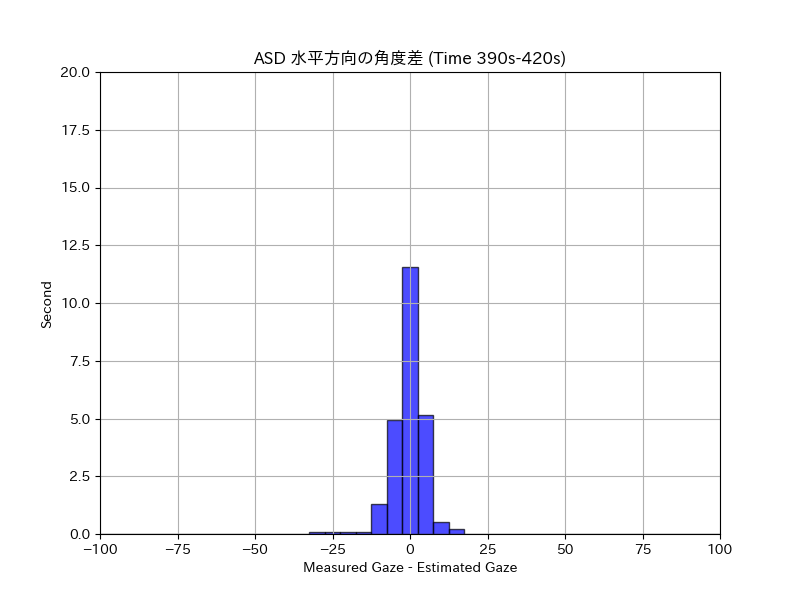 ASD 水平方向の角度差 (Time 390s-420s)
20.0
17.5
15.0
12.5
10.0
7.5
5.0
2.5
0.0
Second
−100 −75 −50 −25 0 25 50 75 100
Measured Gaze - Estimated Gaze